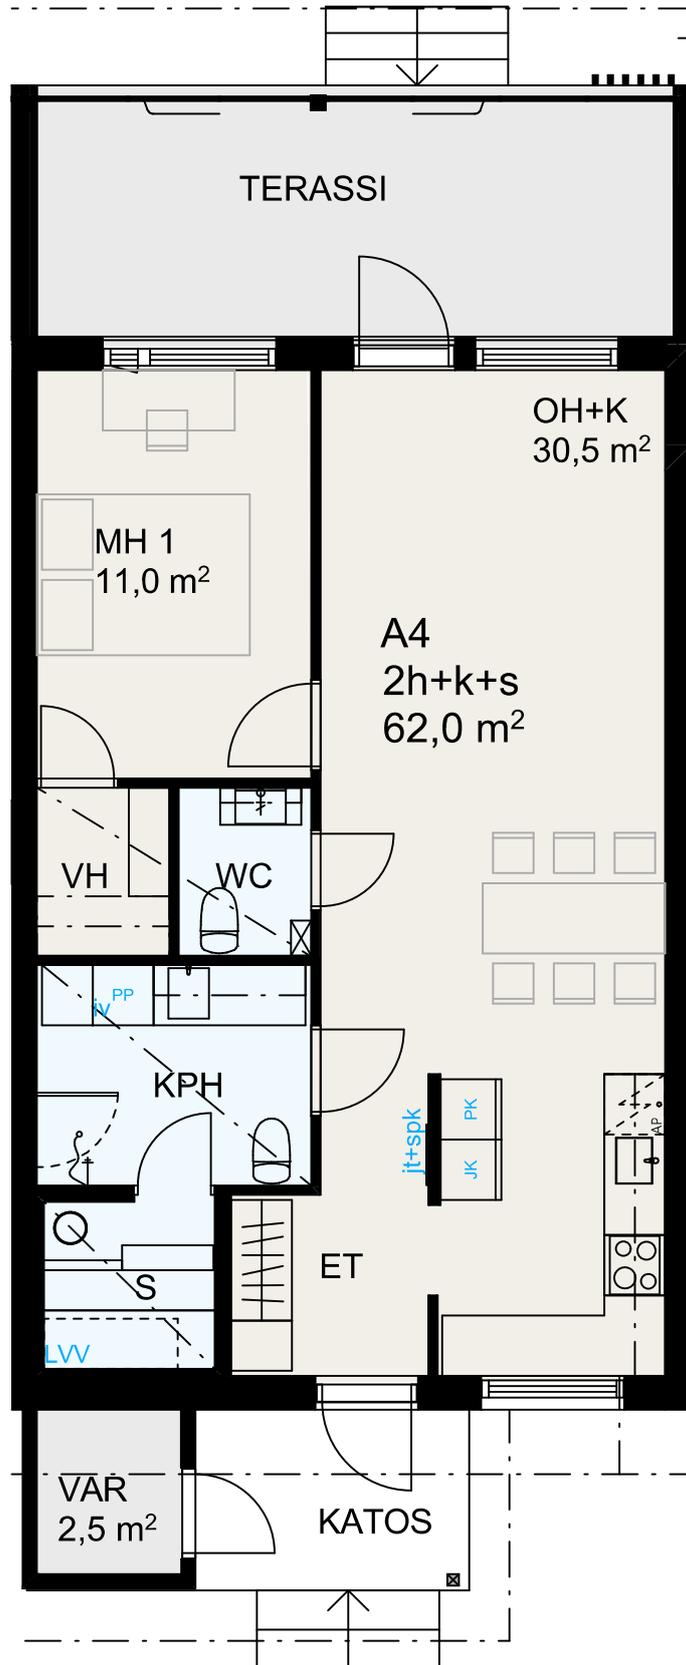 TERASSI
OH+K
30,5 m²
MH 1
11,0 m²
A4
2h+k+s
62,0 m²
VH
WC
iv
PP
KPH
PK
AP
jt+spk
JK
ET
S
LVV
VAR
2,5 m²
KATOS